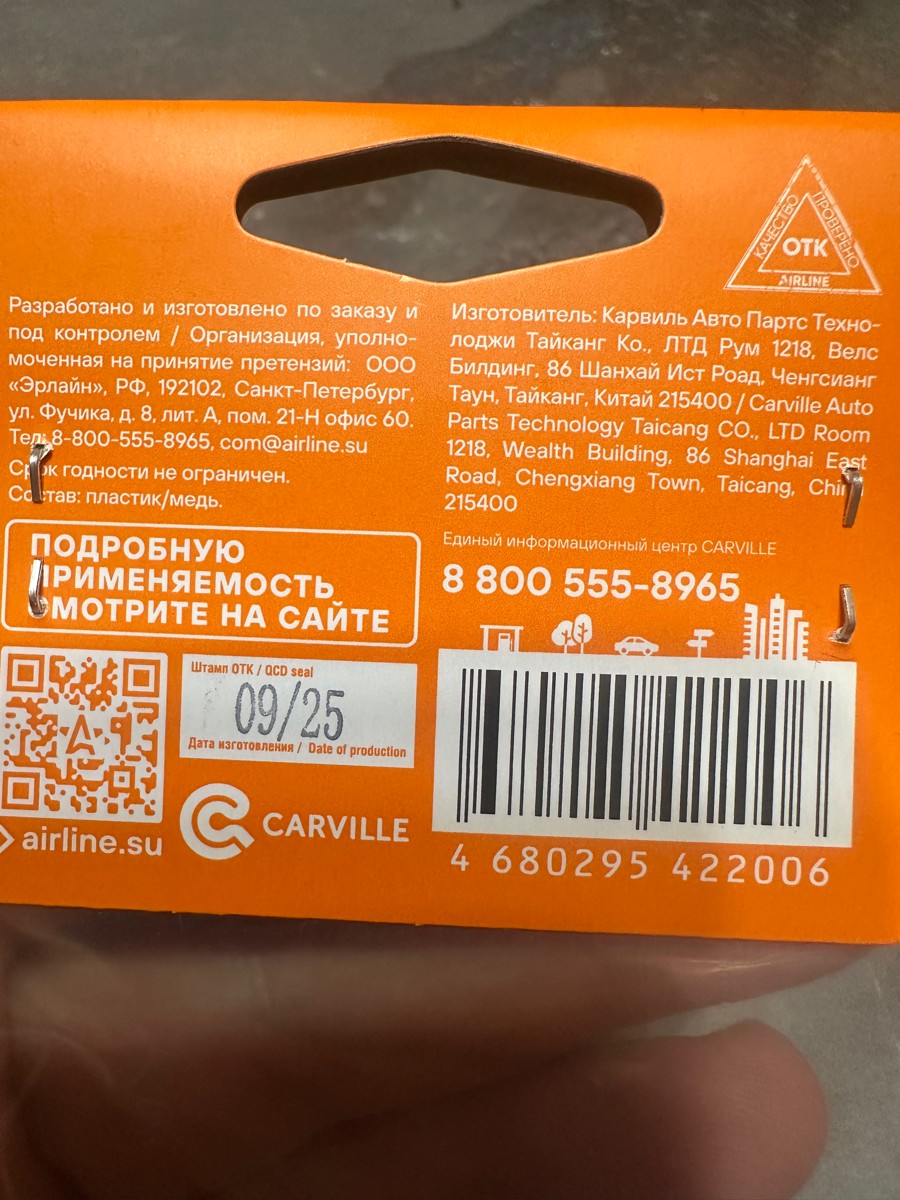 КАЧЕСТВО
ПРОВЕРЕНО
ОТК
AIRLINE
Разработано и изготовлено по заказу и
под контролем / Организация, уполно-
моченная на принятие претензий: ООО
«Эрлайн», РФ, 192102, Санкт-Петербург,
ул. Фучика, д. 8, лит. А, пом. 21-Н офис 60.
Тел. 8-800-555-8965, com@airline.su
Срок годности не ограничен.
Состав: пластик/медь.
Изготовитель: Карвиль Авто Партс Техно-
лоджи Тайканг Ко., ЛТД Рум 1218, Велс
Билдинг, 86 Шанхай Ист Роад, Ченгсианг
Таун, Тайканг, Китай 215400 / Carville Auto
Parts Technology Taicang CO., LTD Room
1218, Wealth Building, 86 Shanghai East
Road, Chengxiang Town, Taicang, China
215400
ПОДРОБНУЮ
ПРИМЕНЯЕМОСТЬ
СМОТРИТЕ НА САЙТЕ
Единый информационный центр CARVILLE
8 800 555-8965
Штамп ОТК / QCD seal
09/25
Дата изготовления / Date of production
airline.su
CARVILLE
4 680295 422006